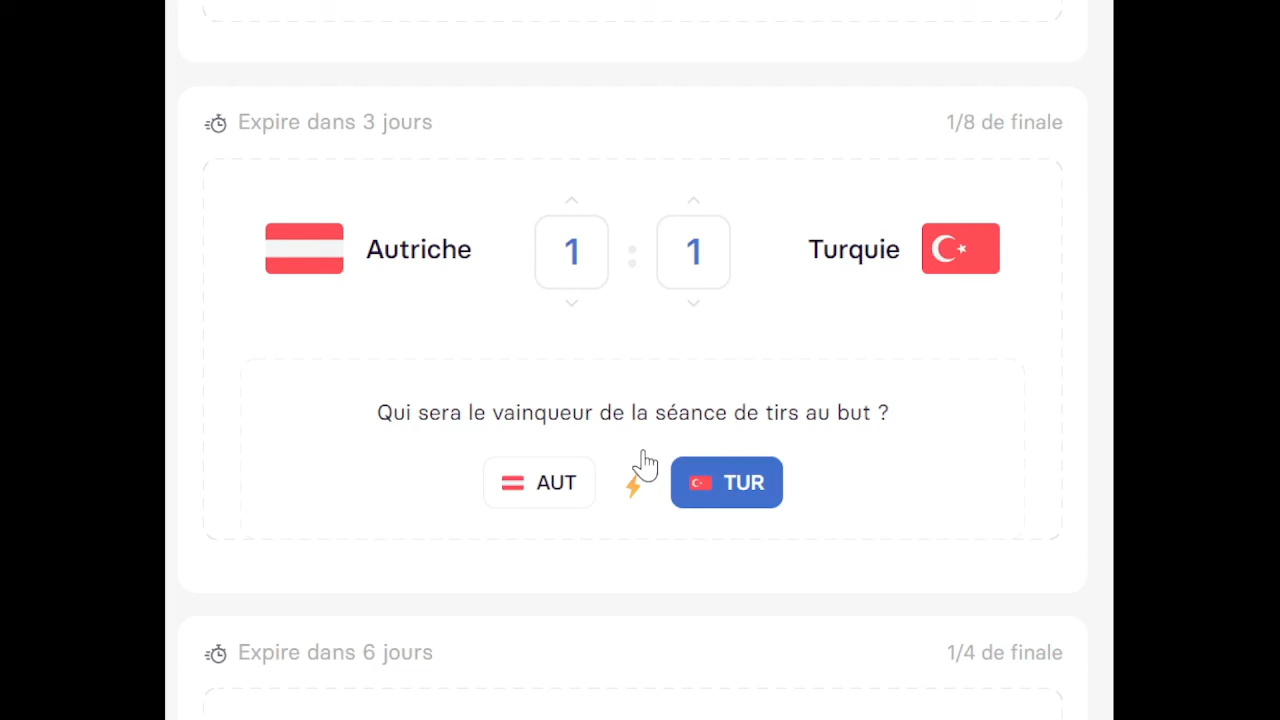 Expire dans 3 jours
1/8 de finale
Autriche
1
:
1
Turquie
Qui sera le vainqueur de la séance de tirs au but ?
AUT
TUR
Expire dans 6 jours
1/4 de finale